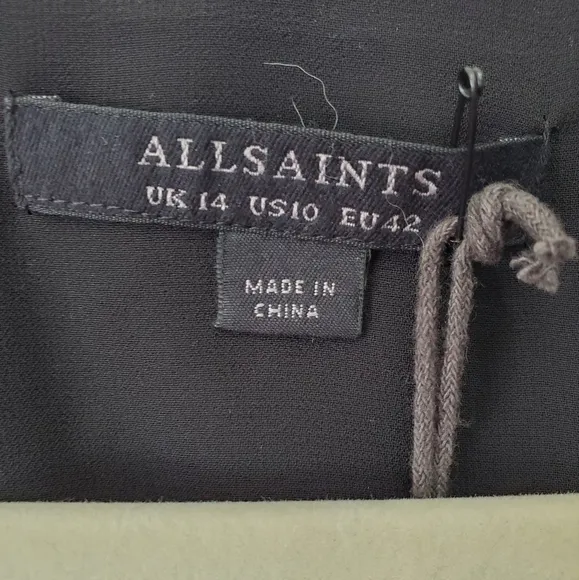 ALLSAINTS
UK 14 US10 EU 42
MADE IN
CHINA